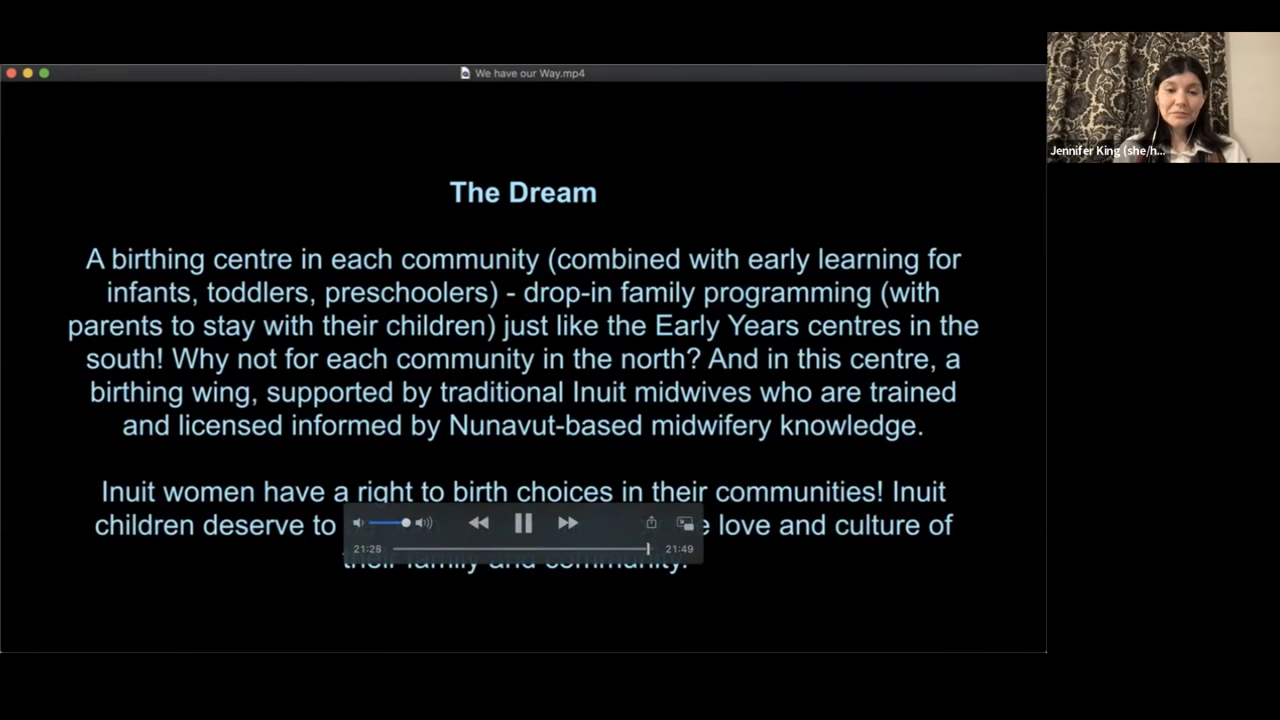 We have our Way.mp4
Jennifer King (she/h...
The Dream
A birthing centre in each community (combined with early learning for
infants, toddlers, preschoolers) - drop-in family programming (with
parents to stay with their children) just like the Early Years centres in the
south! Why not for each community in the north? And in this centre, a
birthing wing, supported by traditional Inuit midwives who are trained
and licensed informed by Nunavut-based midwifery knowledge.
Inuit women have a right to birth choices in their communities! Inuit
children deserve to love and culture of
their family and community.
21:28
21:49